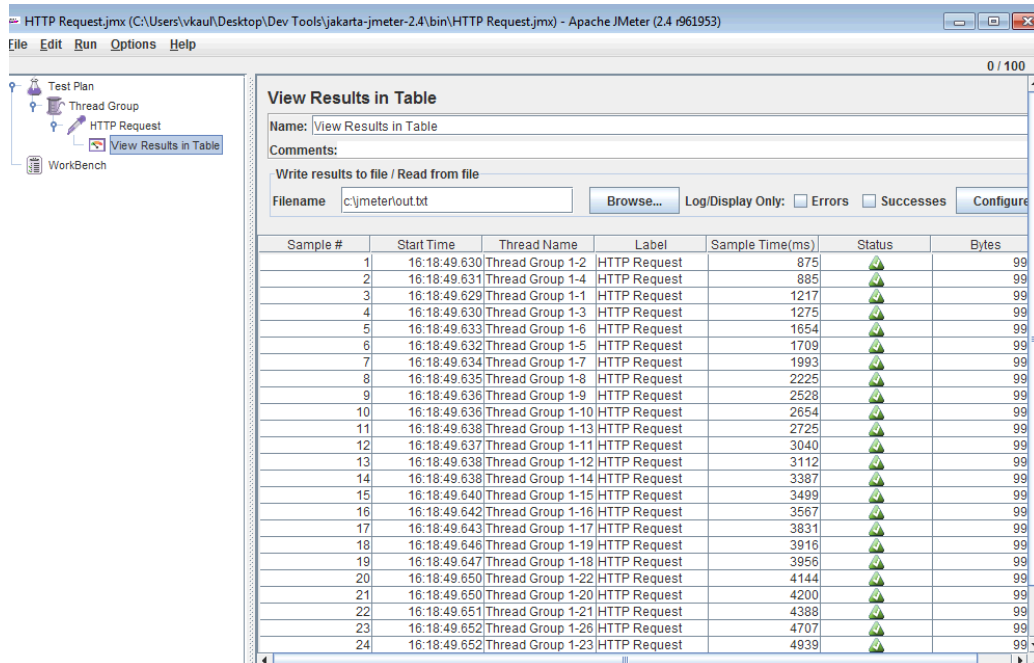 HTTP Request.jmx (C:\Users\vkaul\Desktop\Dev Tools\jakarta-jmeter-2.4\bin\HTTP Request.jmx) - Apache JMeter (2.4 r961953)
File Edit Run Options Help
0 / 100
Test Plan
Thread Group
HTTP Request
View Results in Table
WorkBench
View Results in Table
Name: View Results in Table
Comments:
Write results to file / Read from file
Filename c:\jmeter\out.txt Browse... Log/Display Only: Errors Successes Configure
Sample # Start Time Thread Name Label Sample Time(ms) Status Bytes
1 16:18:49.630 Thread Group 1-2 HTTP Request 875 99
2 16:18:49.631 Thread Group 1-4 HTTP Request 885 99
3 16:18:49.629 Thread Group 1-1 HTTP Request 1217 99
4 16:18:49.630 Thread Group 1-3 HTTP Request 1275 99
5 16:18:49.633 Thread Group 1-6 HTTP Request 1654 99
6 16:18:49.632 Thread Group 1-5 HTTP Request 1709 99
7 16:18:49.634 Thread Group 1-7 HTTP Request 1993 99
8 16:18:49.635 Thread Group 1-8 HTTP Request 2225 99
9 16:18:49.636 Thread Group 1-9 HTTP Request 2528 99
10 16:18:49.636 Thread Group 1-10 HTTP Request 2654 99
11 16:18:49.638 Thread Group 1-13 HTTP Request 2725 99
12 16:18:49.637 Thread Group 1-11 HTTP Request 3040 99
13 16:18:49.638 Thread Group 1-12 HTTP Request 3112 99
14 16:18:49.638 Thread Group 1-14 HTTP Request 3387 99
15 16:18:49.640 Thread Group 1-15 HTTP Request 3499 99
16 16:18:49.642 Thread Group 1-16 HTTP Request 3567 99
17 16:18:49.643 Thread Group 1-17 HTTP Request 3831 99
18 16:18:49.646 Thread Group 1-19 HTTP Request 3916 99
19 16:18:49.647 Thread Group 1-18 HTTP Request 3956 99
20 16:18:49.650 Thread Group 1-22 HTTP Request 4144 99
21 16:18:49.650 Thread Group 1-20 HTTP Request 4200 99
22 16:18:49.651 Thread Group 1-21 HTTP Request 4388 99
23 16:18:49.652 Thread Group 1-26 HTTP Request 4707 99
24 16:18:49.652 Thread Group 1-23 HTTP Request 4939 99